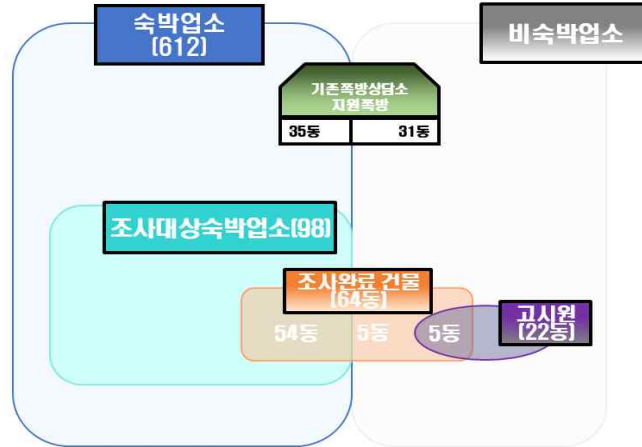 숙박업소
(612)
비숙박업소
기존쪽방상담소
지원쪽방
35동 31동
조사대상숙박업소(98)
조시완료 건물
(64동)
54동 5동 5동
고시원
(22동)